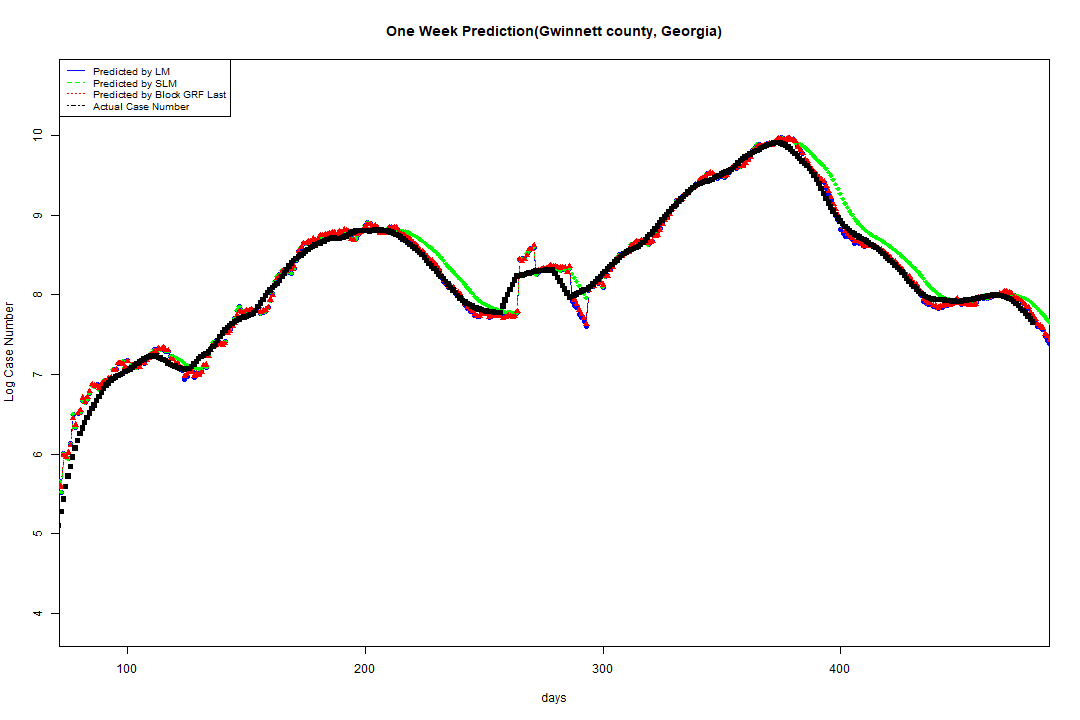 One Week Prediction(Gwinnett county, Georgia)
Predicted by LM
Predicted by SLM
Predicted by Block GRF Last
Actual Case Number
10
9
8
7
6
5
4
Log Case Number
100 200 300 400
days